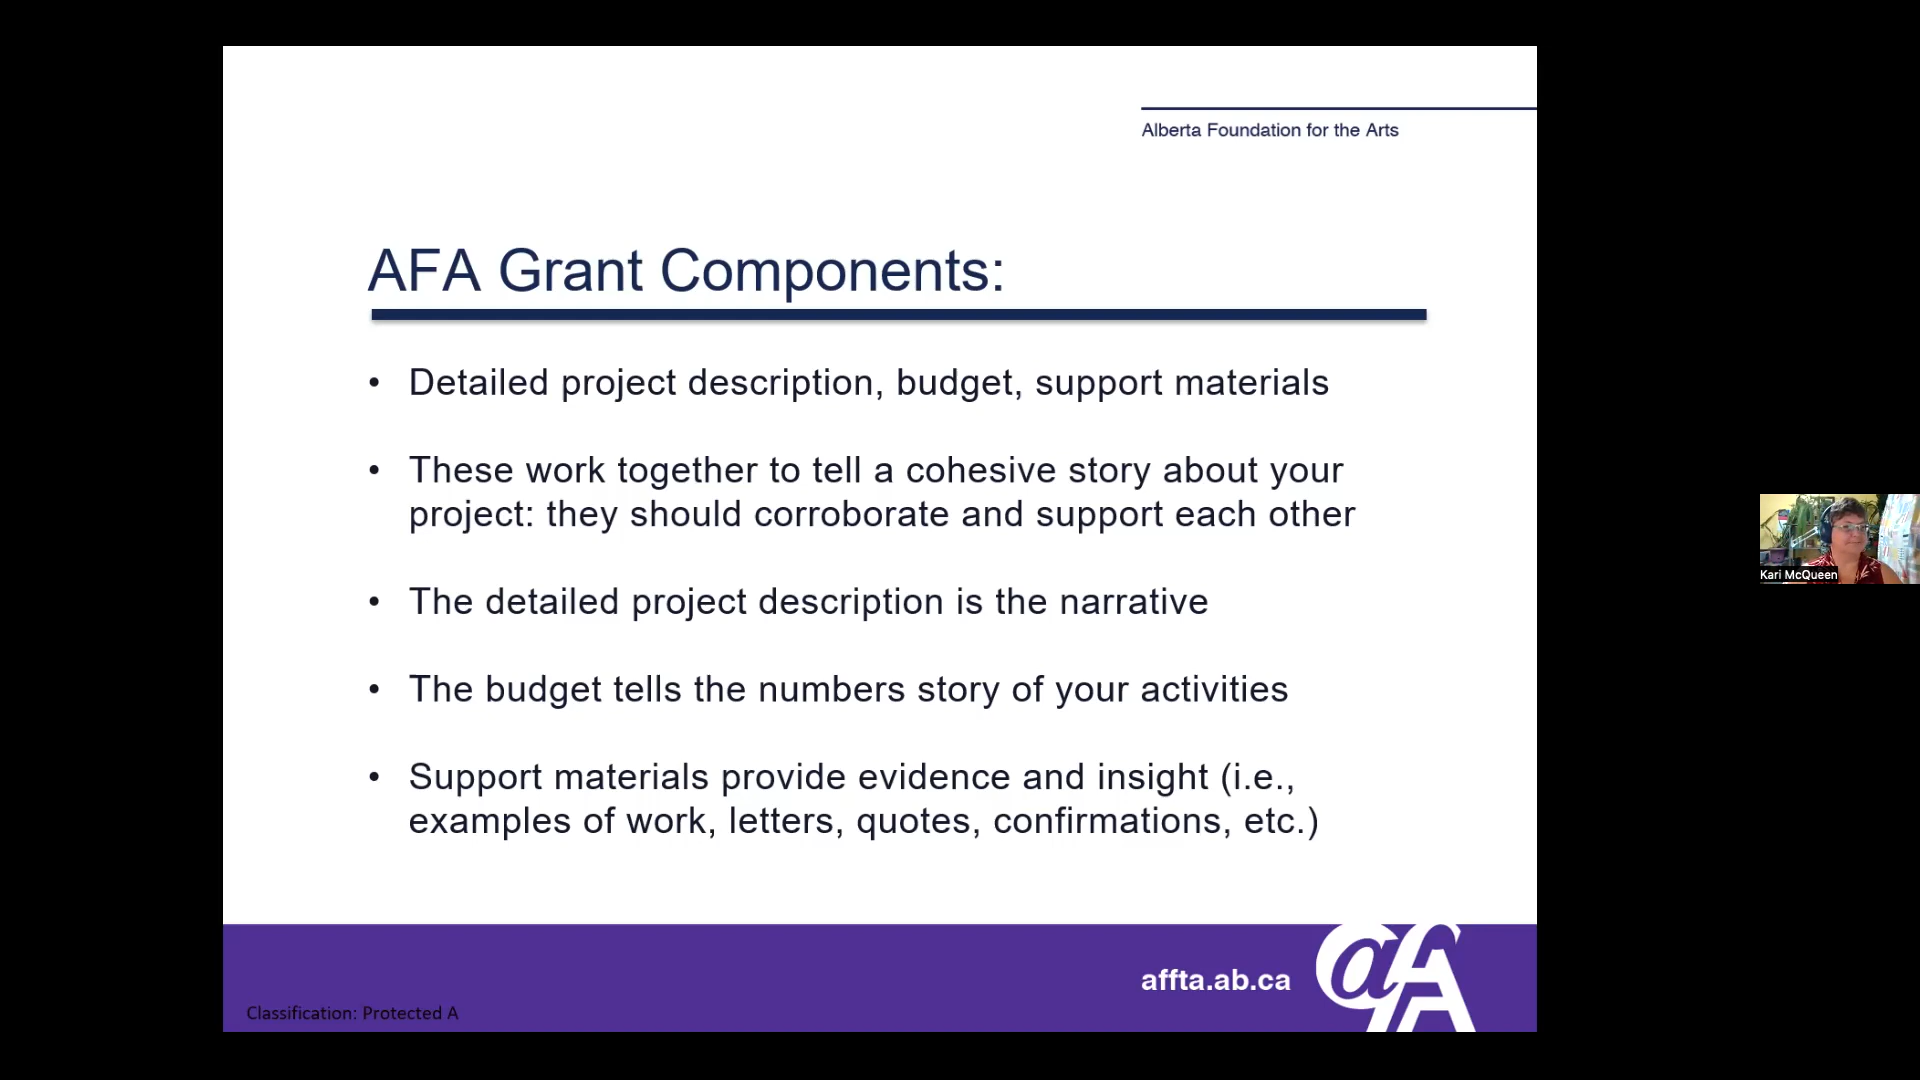 Alberta Foundation for the Arts
AFA Grant Components:
• Detailed project description, budget, support materials
• These work together to tell a cohesive story about your
project: they should corroborate and support each other
• The detailed project description is the narrative
• The budget tells the numbers story of your activities
• Support materials provide evidence and insight (i.e.,
examples of work, letters, quotes, confirmations, etc.)
Kari McQueen
affta.ab.ca
afA
Classification: Protected A